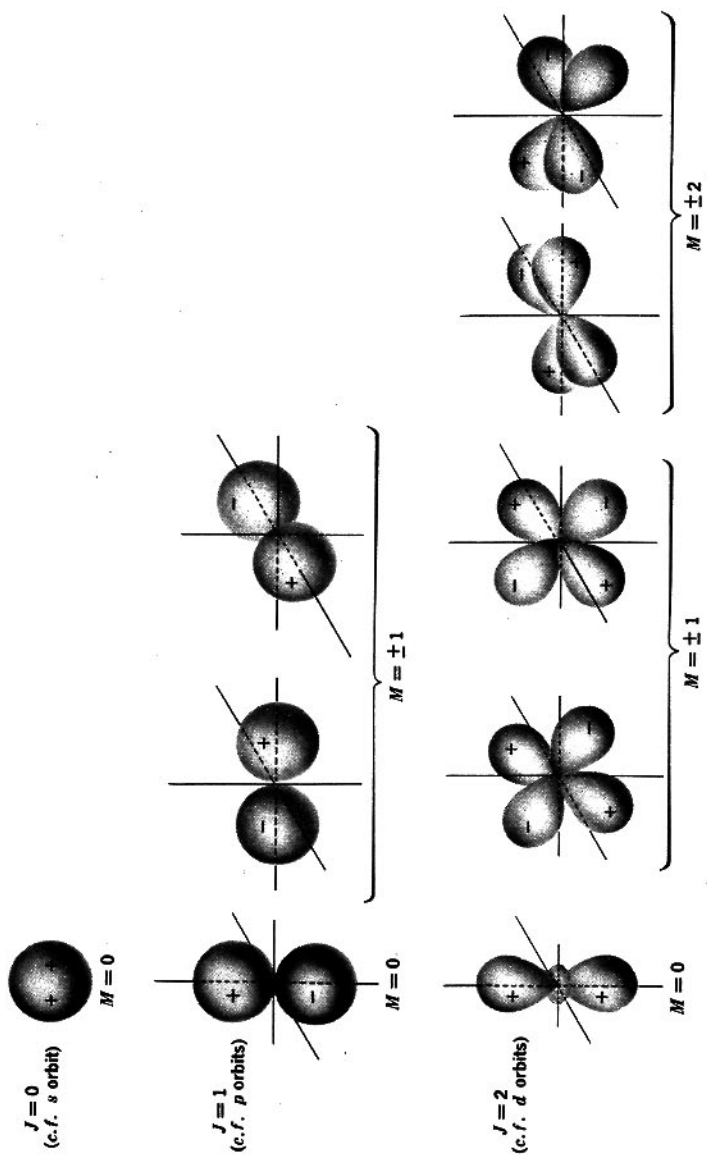 J = 0
(c.f. s orbit)
+ +
M = 0
J = 1
(c.f. p orbits)
+
−
M = 0
− +
+ −
M = ±1
J = 2
(c.f. d orbits)
+
+
M = 0
− +
+ −
− +
+ −
M = ±1
+ −
+
+ −
−
M = ±2